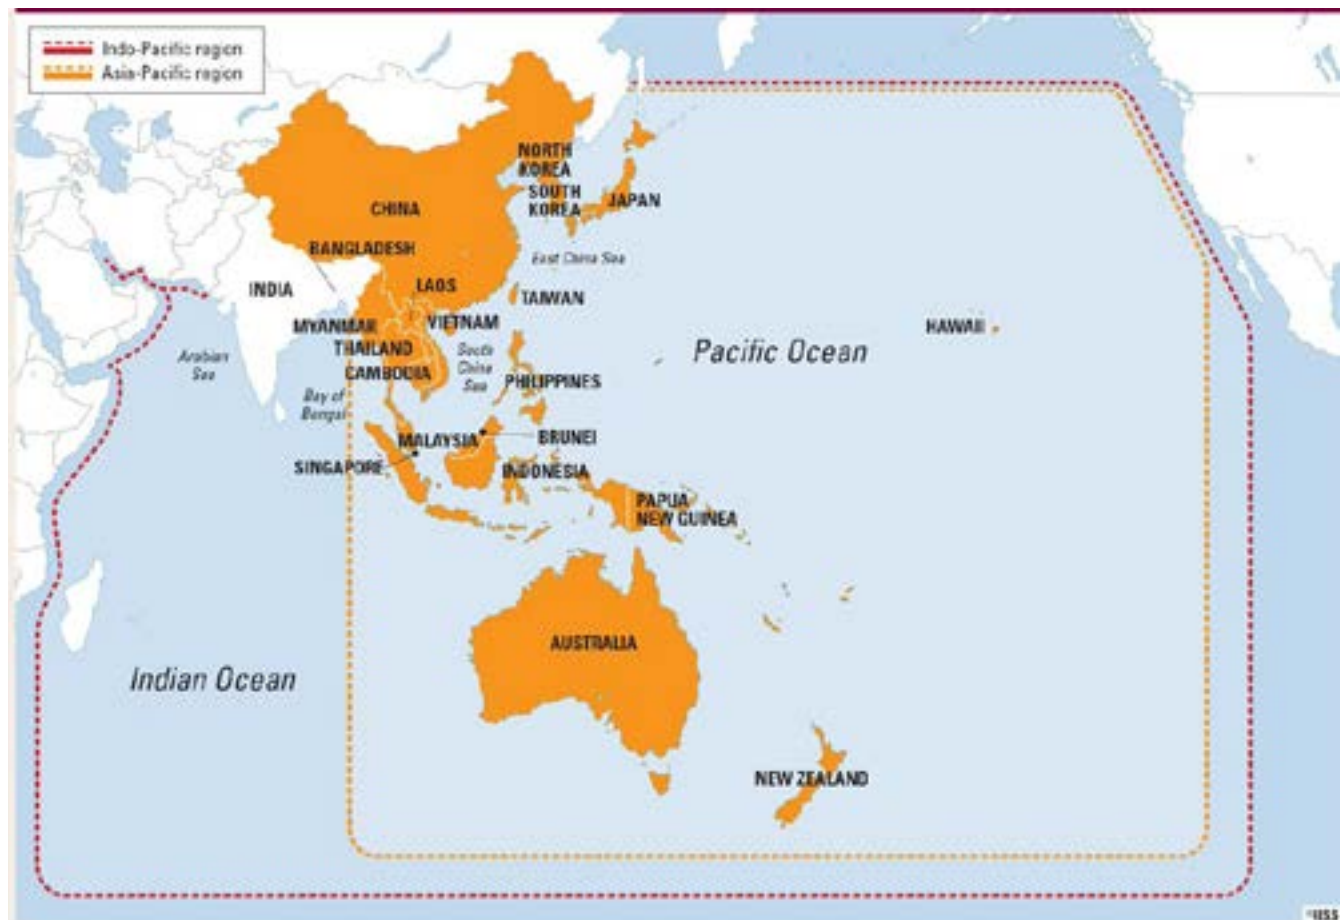 Indo-Pacific region
Asia-Pacific region
NORTH
KOREA
SOUTH
KOREA
JAPAN
CHINA
BANGLADESH
East China Sea
INDIA
LAOS
TAIWAN
MYANMAR
VIETNAM
HAWAII
THAILAND
Arabian
Sea
South
China
Sea
Pacific Ocean
CAMBODIA
PHILIPPINES
Bay of
Bengal
MALAYSIA
BRUNEI
SINGAPORE
INDONESIA
PAPUA
NEW GUINEA
AUSTRALIA
Indian Ocean
NEW ZEALAND